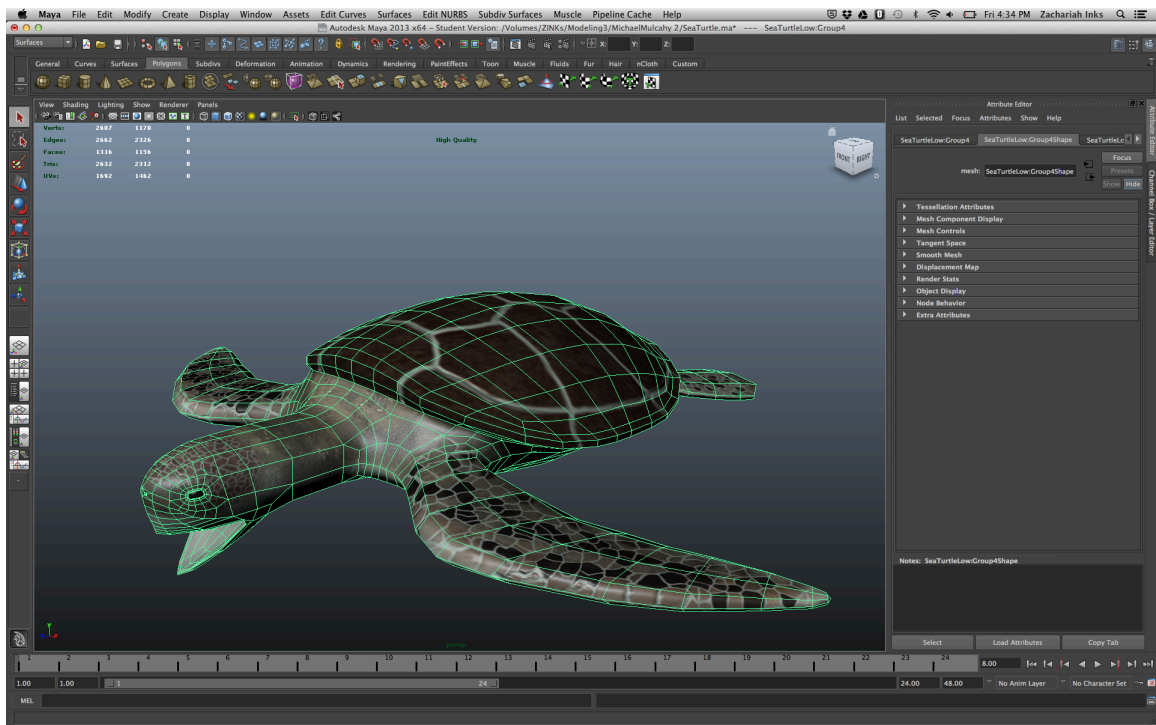 Maya File Edit Modify Create Display Window Assets Edit Curves Surfaces Edit NURBS Subdiv Surfaces Muscle Pipeline Cache Help Fri 4:34 PM Zachariah Inks
Autodesk Maya 2013 x64 – Student Version: /Volumes/ZINKs/Modeling3/MichaelMulcahy 2/SeaTurtle.ma* --- SeaTurtleLow:Group4
Surfaces X: Y: Z:
General Curves Surfaces Polygons Subdivs Deformation Animation Dynamics Rendering PaintEffects Toon Muscle Fluids Fur Hair nCloth Custom
View Shading Lighting Show Renderer Panels
Verts: 2607 1170 0
Edges: 2662 2326 0
Faces: 1316 1156 0
Tris: 2632 2312 0
UVs: 1692 1462 0
High Quality
FRONT RIGHT
Attribute Editor
List Selected Focus Attributes Show Help
SeaTurtleLow:Group4 SeaTurtleLow:Group4Shape SeaTurtleLc
mesh: SeaTurtleLow:Group4Shape
Focus
Presets
Show Hide
Tessellation Attributes
Mesh Component Display
Mesh Controls
Tangent Space
Smooth Mesh
Displacement Map
Render Stats
Object Display
Node Behavior
Extra Attributes
Attribute Editor
Channel Box / Layer Editor
Notes: SeaTurtleLow:Group4Shape
Select Load Attributes Copy Tab
Y
persp
1 2 3 4 5 6 7 8 9 10 11 12 13 14 15 16 17 18 19 20 21 22 23 24 8.00
1.00 1.00 1 24 24.00 48.00 No Anim Layer No Character Set
MEL